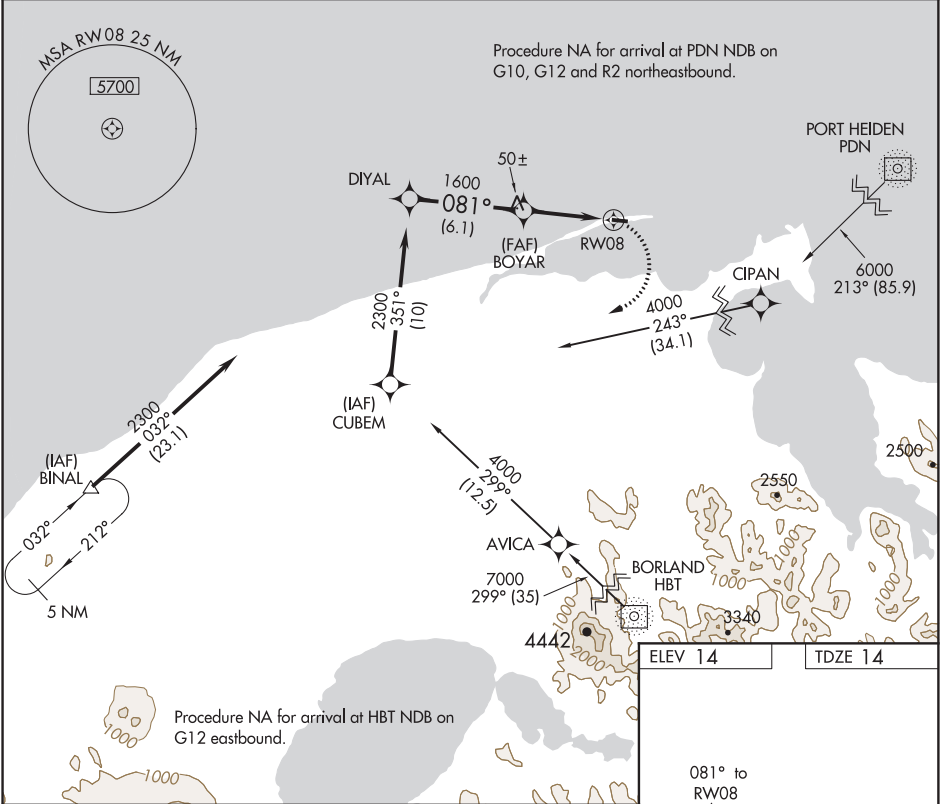 MSA RW08 25 NM
5700
Procedure NA for arrival at PDN NDB on
G10, G12 and R2 northeastbound.
PORT HEIDEN
PDN
6000
213° (85.9)
DIYAL
1600
081°
(6.1)
50±
(FAF)
BOYAR
RW08
CIPAN
4000
243°
(34.1)
2300
351°
(10)
(IAF)
CUBEM
2300
032°
(23.1)
(IAF)
BINAL
032°
212°
5 NM
4000
299°
(12.5)
AVICA
7000
299° (35)
BORLAND
HBT
2500
2550
3340
4442
1000
1000
1000
2000
1000
1000
Procedure NA for arrival at HBT NDB on
G12 eastbound.
ELEV 14
TDZE 14
081° to
RW08